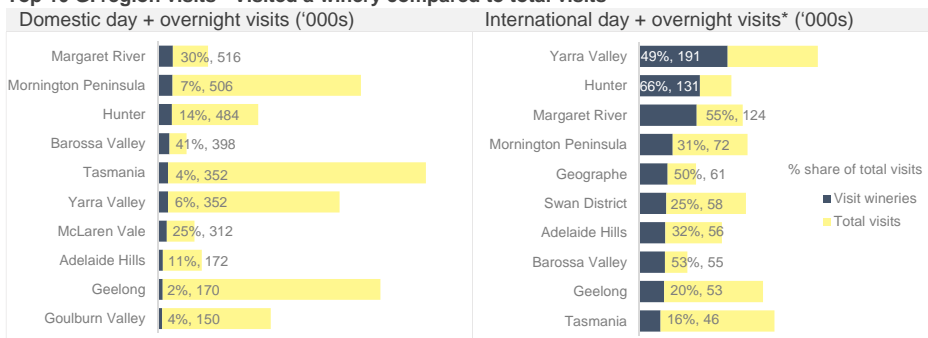 Top 10 GI region visits - Visited a winery compared to total visits
Domestic day + overnight visits (‘000s)
Margaret River 30%, 516
Mornington Peninsula 7%, 506
Hunter 14%, 484
Barossa Valley 41%, 398
Tasmania 4%, 352
Yarra Valley 6%, 352
McLaren Vale 25%, 312
Adelaide Hills 11%, 172
Geelong 2%, 170
Goulburn Valley 4%, 150
International day + overnight visits* (‘000s)
Yarra Valley 49%, 191
Hunter 66%, 131
Margaret River 55%, 124
Mornington Peninsula 31%, 72
Geographe 50%, 61
Swan District 25%, 58
Adelaide Hills 32%, 56
Barossa Valley 53%, 55
Geelong 20%, 53
Tasmania 16%, 46
% share of total visits
Visit wineries
Total visits